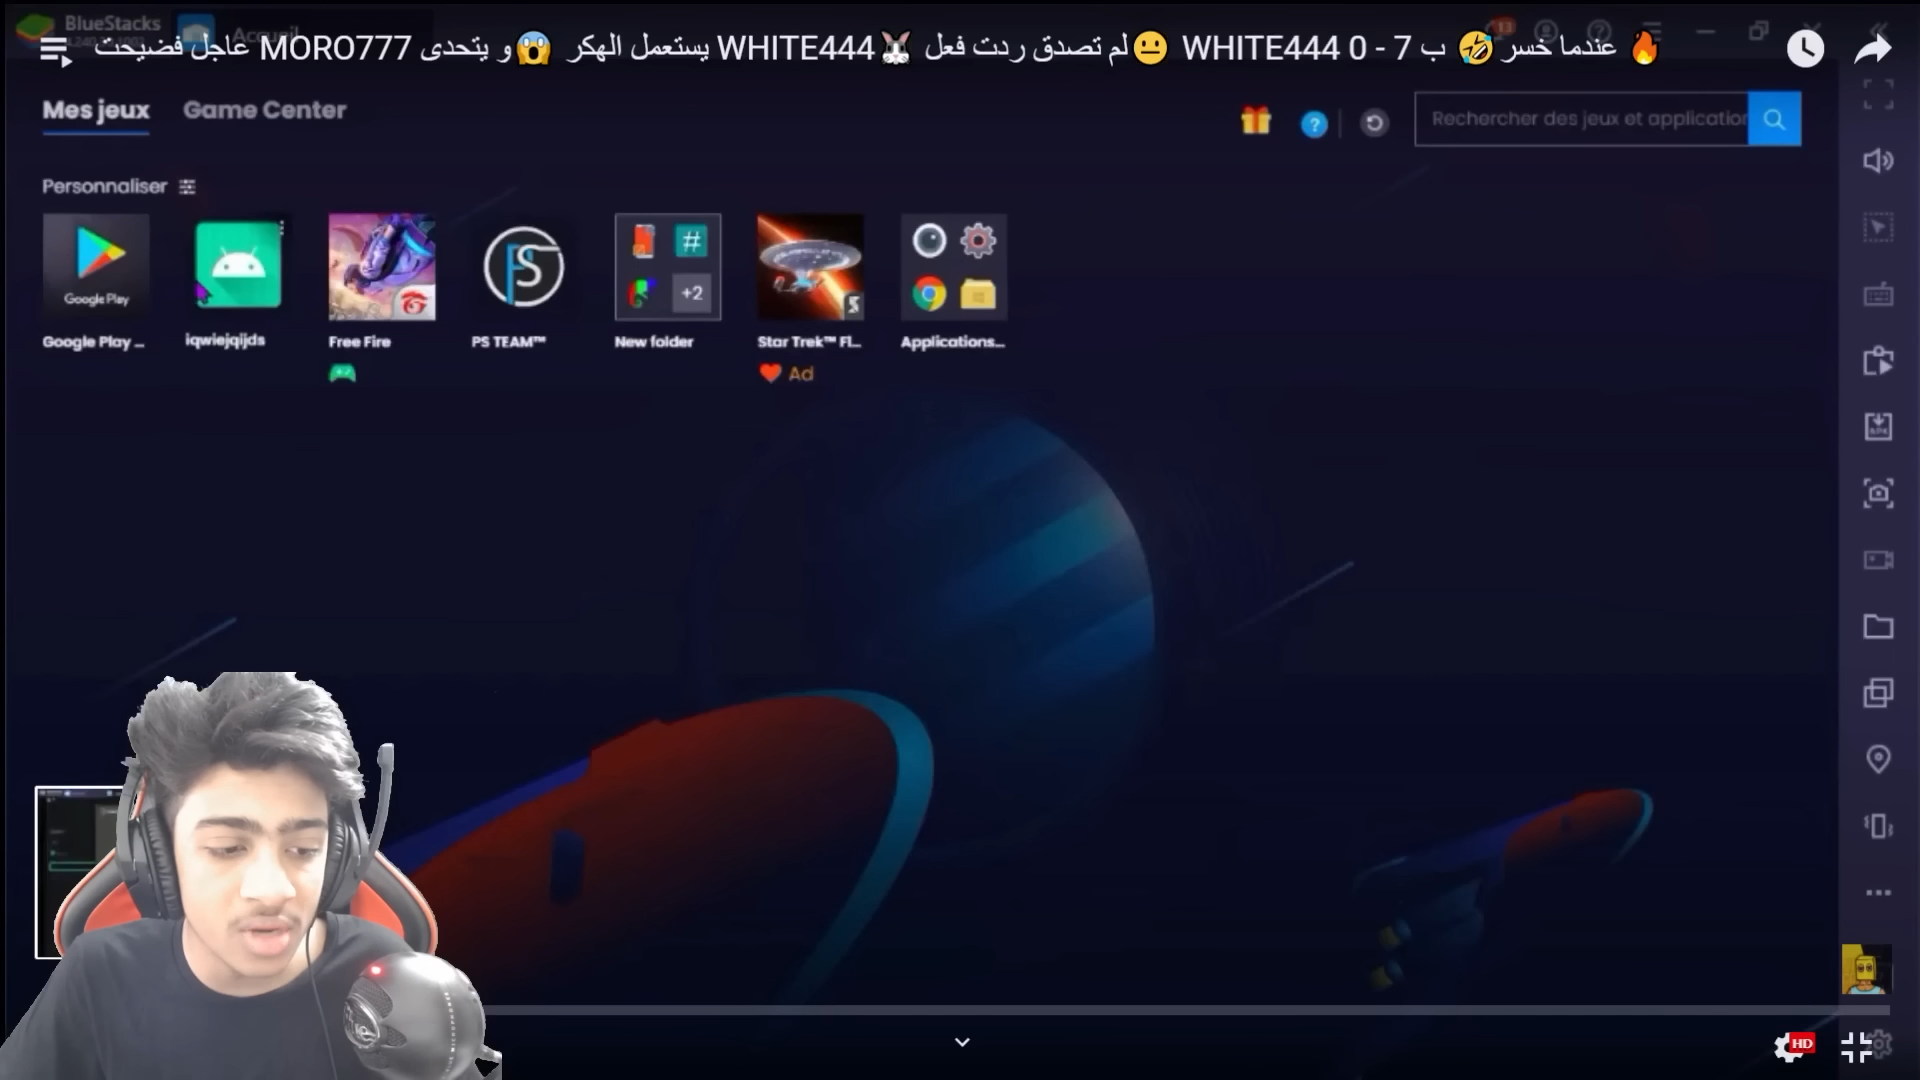 BlueStacks
Accueil
عاجل فضيحت MORO777 و يتحدى😱 يستعمل الهكر WHITE444🐰 لم تصدق ردت فعل😐 WHITE444 0 - 7 ب 🤣 عندما خسر 🔥
Mes jeux Game Center
Rechercher des jeux et application
Personnaliser
Google Play
+2
Google Play ... iqwiejqijds Free Fire PS TEAM™ New folder Star Trek™ Fl... Applications...
Ad
HD